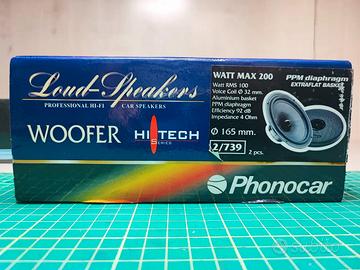 Loud-Speakers
PROFESSIONAL HI-FI CAR SPEAKERS
WOOFER
HI TECH
SERIES
WATT MAX 200
Watt RMS 100
Voice Coil Ø 32 mm.
Aluminium basket
PPM diaphragm
Efficiency 92 dB
Impedance 4 Ohm
Ø 165 mm.
2/739
2 pcs.
PPM diaphragm
EXTRAFLAT BASKET
Phonocar